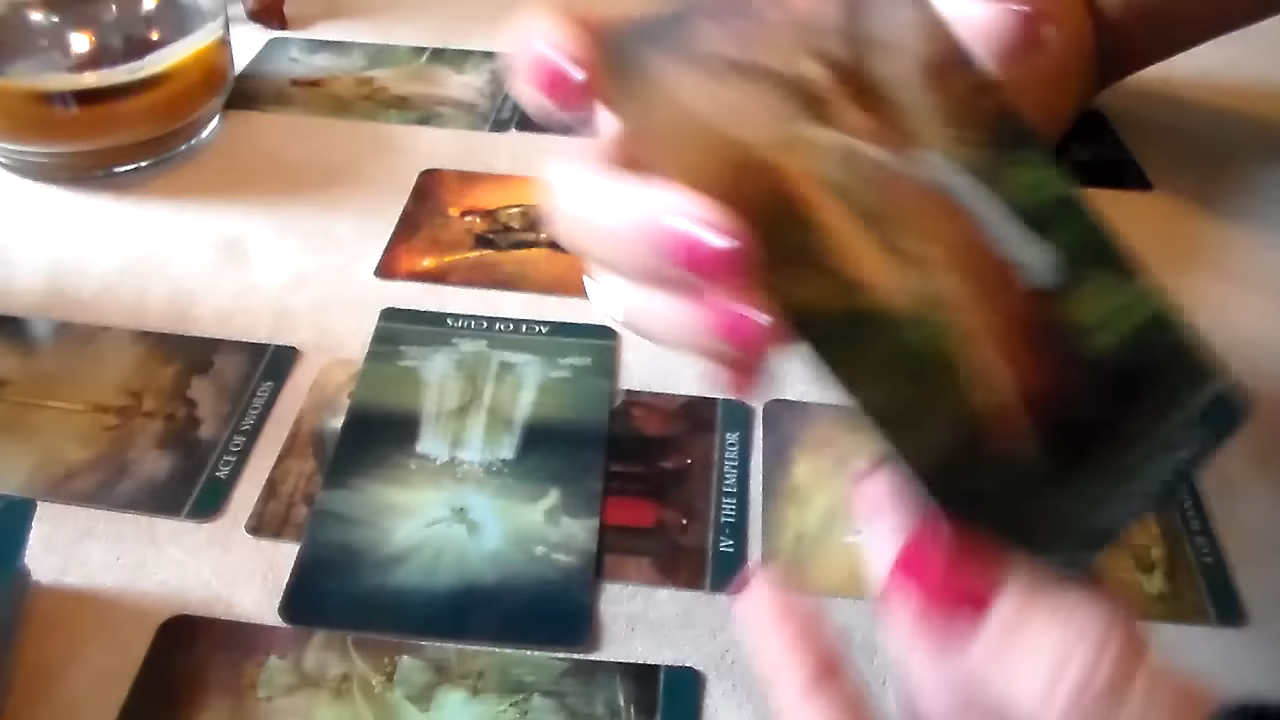 ACE OF CUPS
ACE OF SWORDS
IV - THE EMPEROR